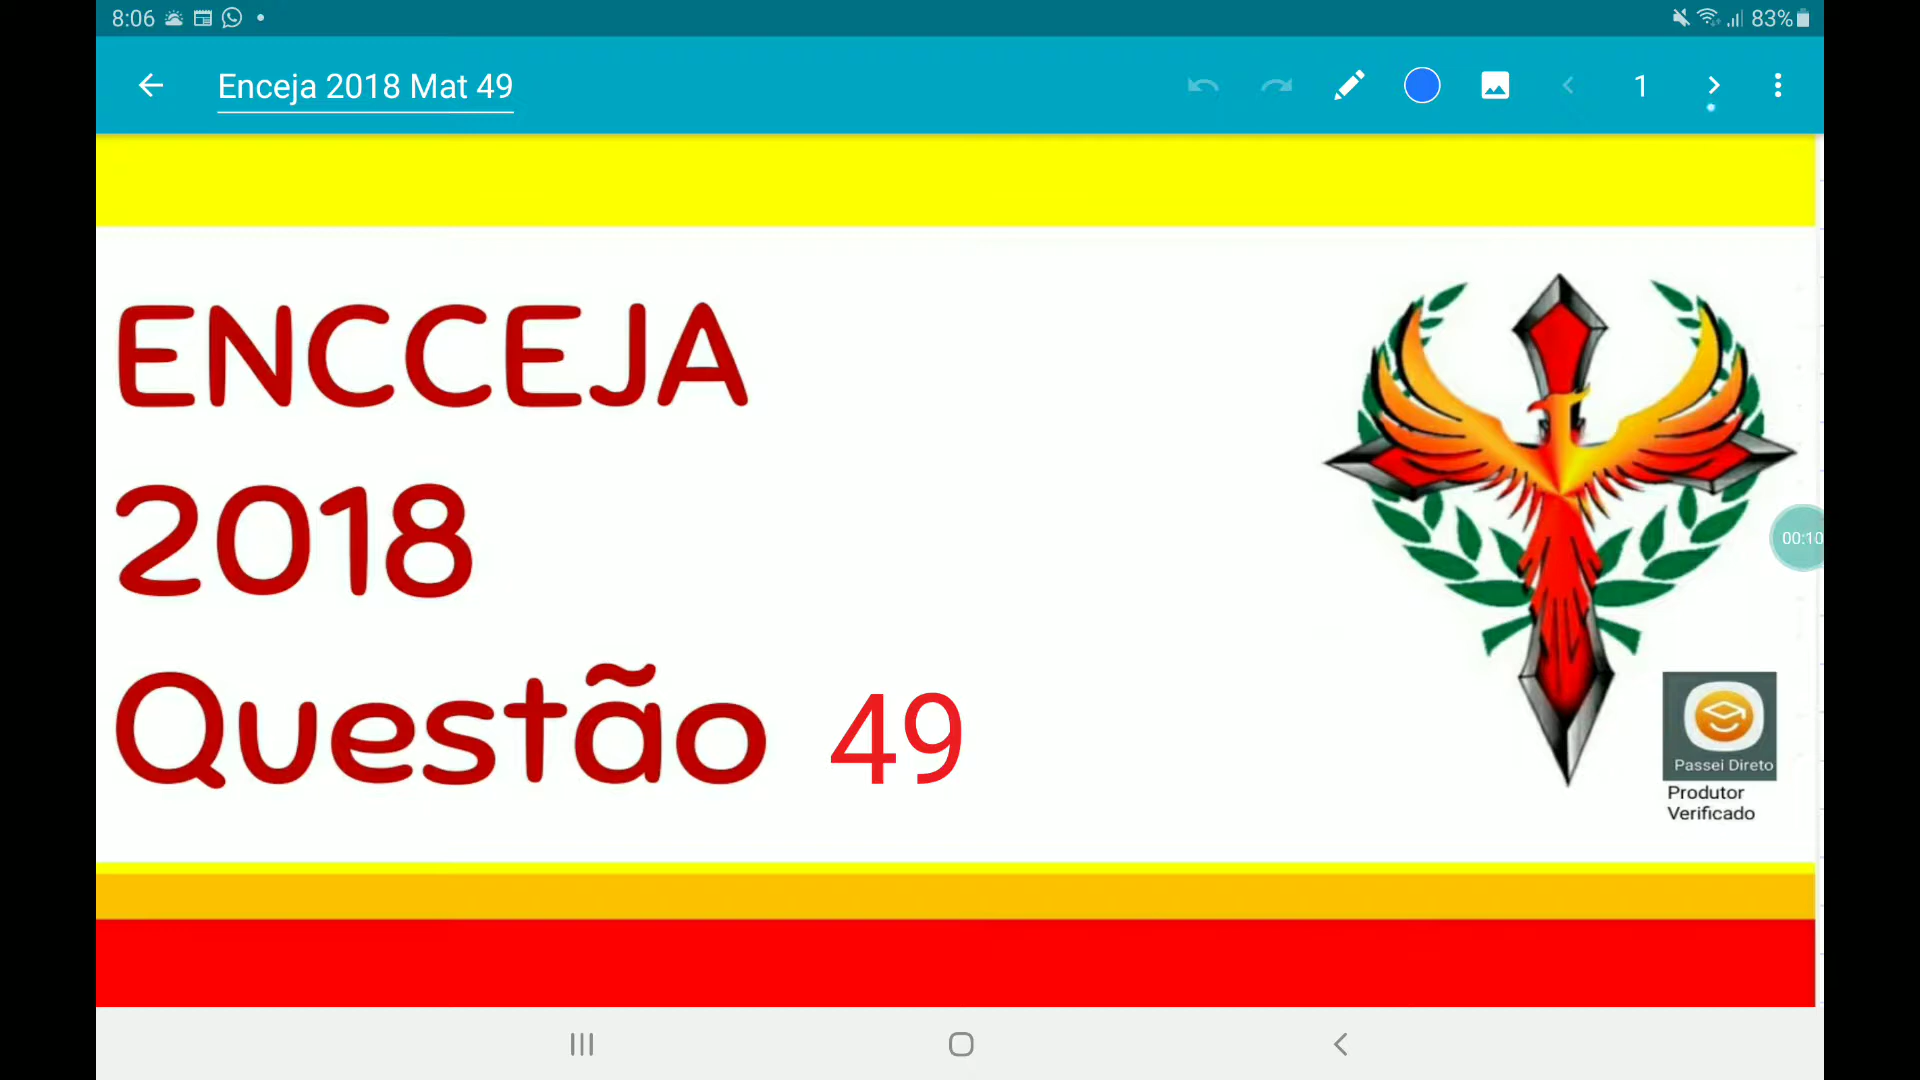 8:06 83%
Enceja 2018 Mat 49 1
ENCCEJA
2018
00:10
Questão 49
Passei Direto
Produtor
Verificado